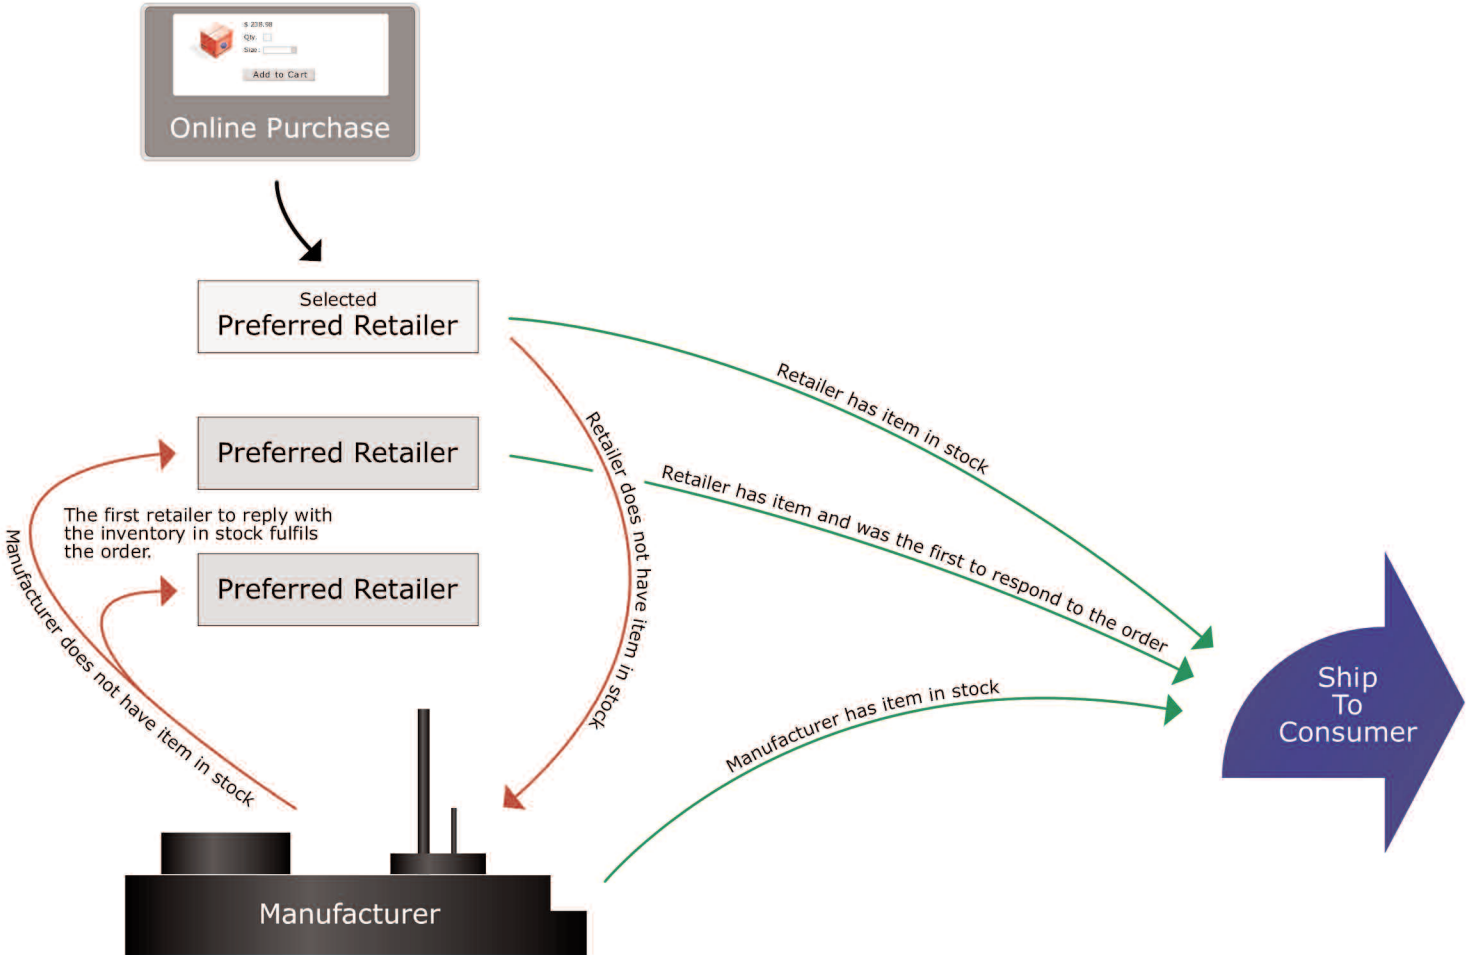 $ 238.98
Qty:
Size:
Add to Cart
Online Purchase
Selected
Preferred Retailer
Retailer has item in stock
Retailer does not have item in stock
Preferred Retailer
Retailer has item and was the first to respond to the order
The first retailer to reply with
the inventory in stock fulfils
the order.
Preferred Retailer
Manufacturer does not have item in stock
Manufacturer has item in stock
Ship
To
Consumer
Manufacturer